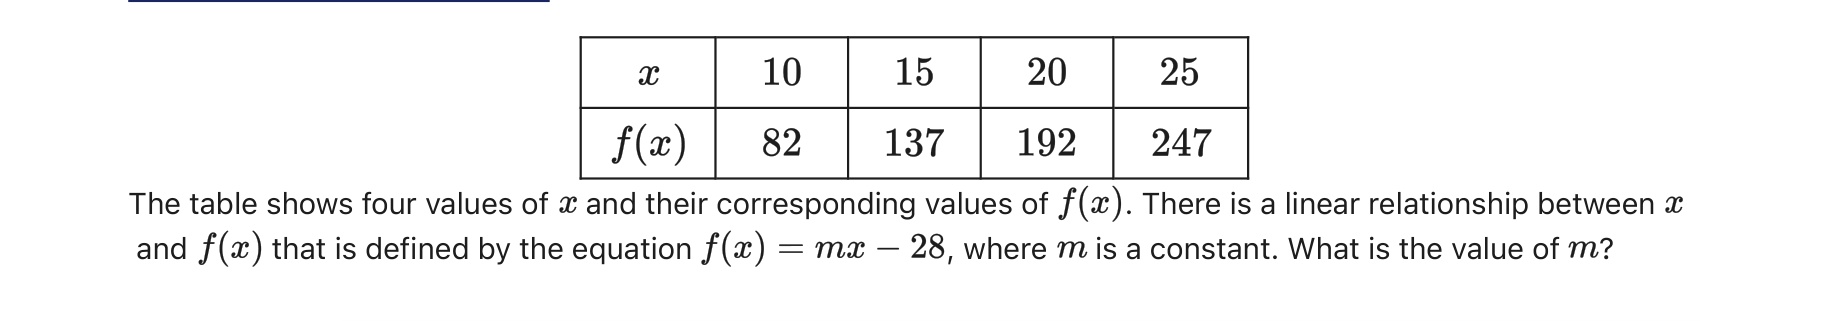 x 10 15 20 25
f(x) 82 137 192 247
The table shows four values of x and their corresponding values of f(x). There is a linear relationship between x
and f(x) that is defined by the equation f(x) = mx − 28, where m is a constant. What is the value of m?